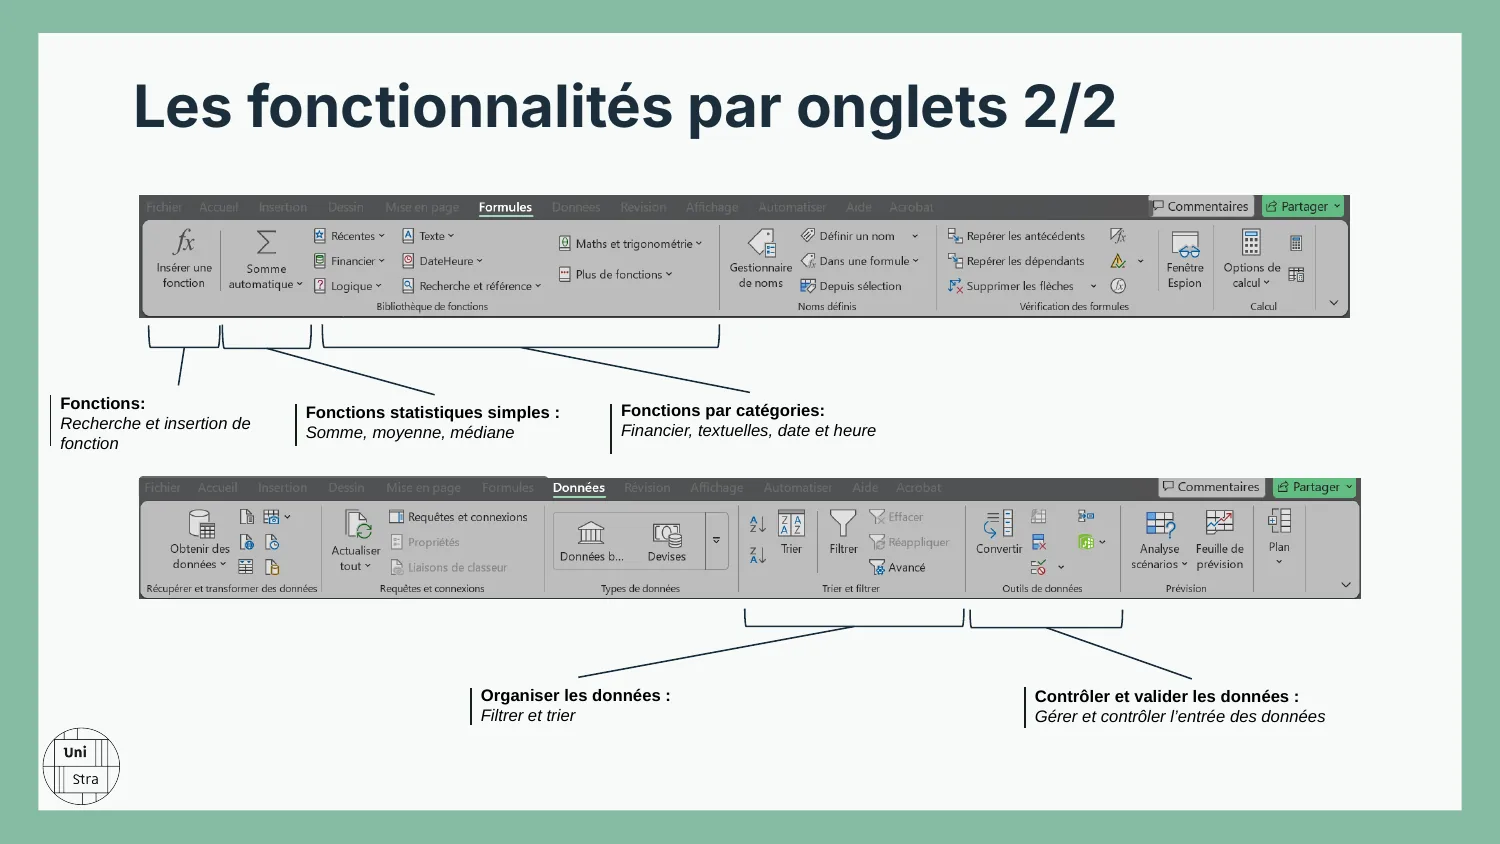 Les fonctionnalités par onglets 2/2
Fichier Accueil Insertion Dessin Mise en page Formules Données Révision Affichage Automatiser Aide Acrobat Commentaires Partager
Insérer une fonction
Somme automatique
Récentes
Financier
Logique
Texte
DateHeure
Recherche et référence
Maths et trigonométrie
Plus de fonctions
Bibliothèque de fonctions
Gestionnaire de noms
Définir un nom
Dans une formule
Depuis sélection
Noms définis
Repérer les antécédents
Repérer les dépendants
Supprimer les flèches
Vérification des formules
Fenêtre Espion
Options de calcul
Calcul
Fonctions:
Recherche et insertion de
fonction
Fonctions statistiques simples :
Somme, moyenne, médiane
Fonctions par catégories:
Financier, textuelles, date et heure
Fichier Accueil Insertion Dessin Mise en page Formules Données Révision Affichage Automatiser Aide Acrobat Commentaires Partager
Obtenir des données
Récupérer et transformer des données
Actualiser tout
Requêtes et connexions
Propriétés
Liaisons de classeur
Requêtes et connexions
Données b...
Devises
Types de données
Trier
Filtrer
Effacer
Réappliquer
Avancé
Trier et filtrer
Convertir
Outils de données
Analyse scénarios
Feuille de prévision
Prévision
Plan
Organiser les données :
Filtrer et trier
Contrôler et valider les données :
Gérer et contrôler l'entrée des données
Uni
Stra